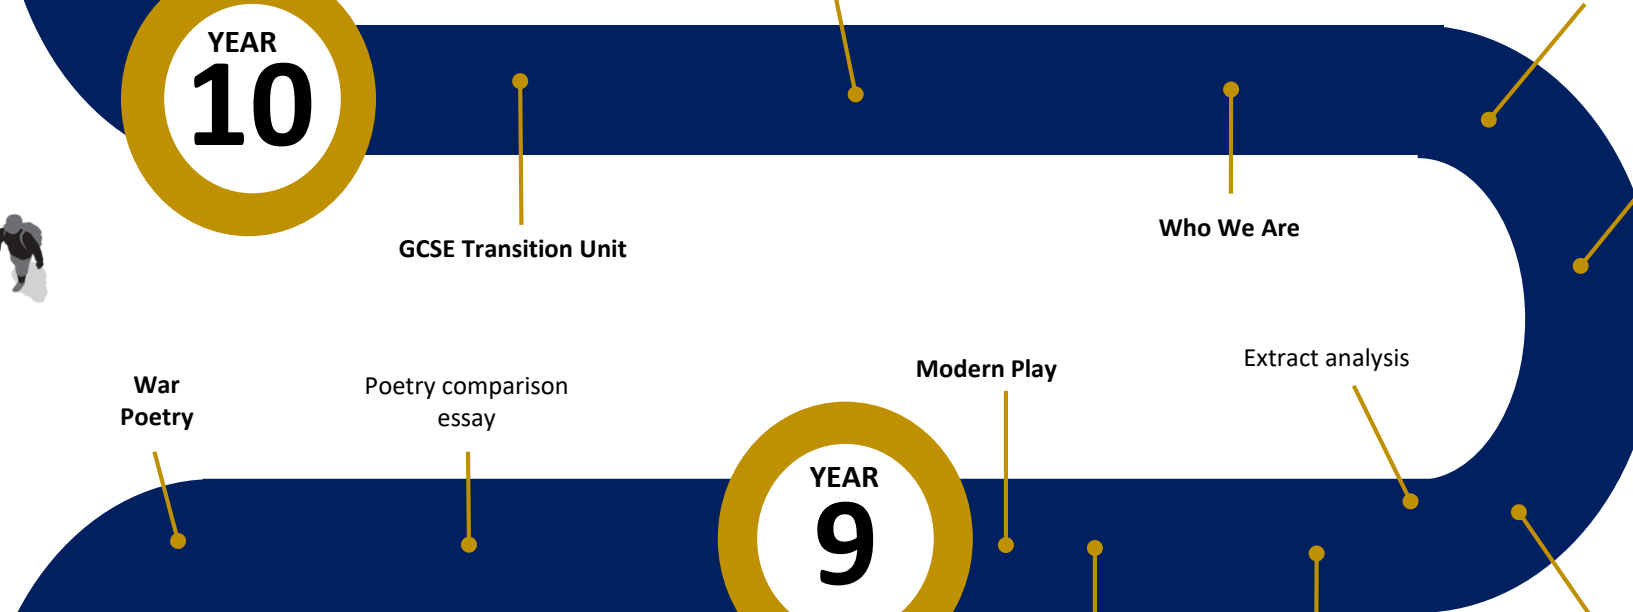 YEAR
10
GCSE Transition Unit
Who We Are
Modern Play
Extract analysis
War
Poetry
Poetry comparison
essay
YEAR
9